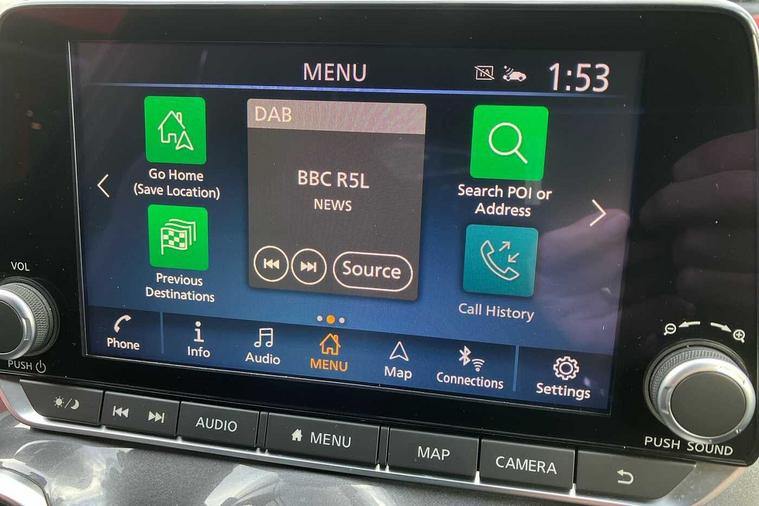 MENU
TA
1:53
DAB
Go Home
(Save Location)
BBC R5L
NEWS
Search POI or
Address
Previous
Destinations
Source
Call History
VOL
PUSH
Phone
Info
Audio
MENU
Map
Connections
Settings
AUDIO
MENU
MAP
CAMERA
PUSH SOUND